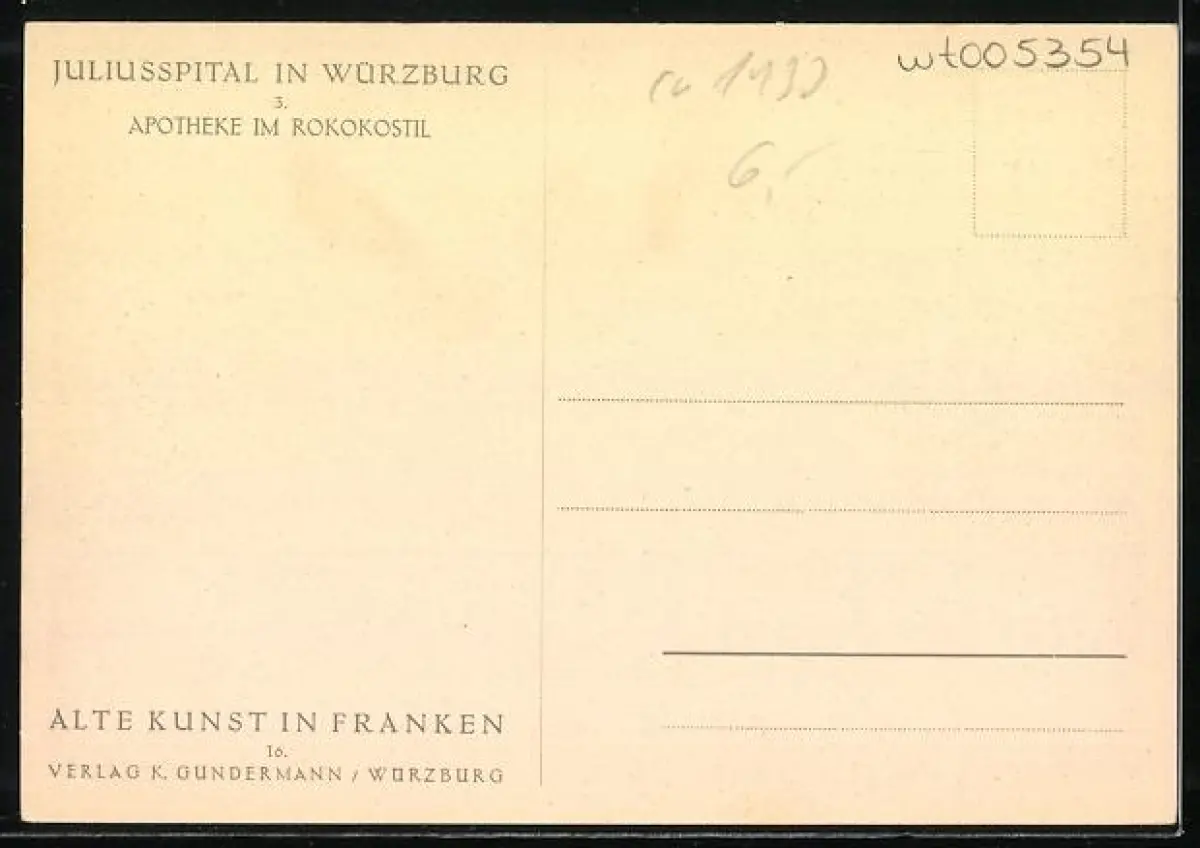 JULIUSSPITAL IN WÜRZBURG
3.
APOTHEKE IM ROKOKOSTIL
wt005354
6,-
ALTE KUNST IN FRANKEN
16.
VERLAG K. GUNDERMANN / WÜRZBURG